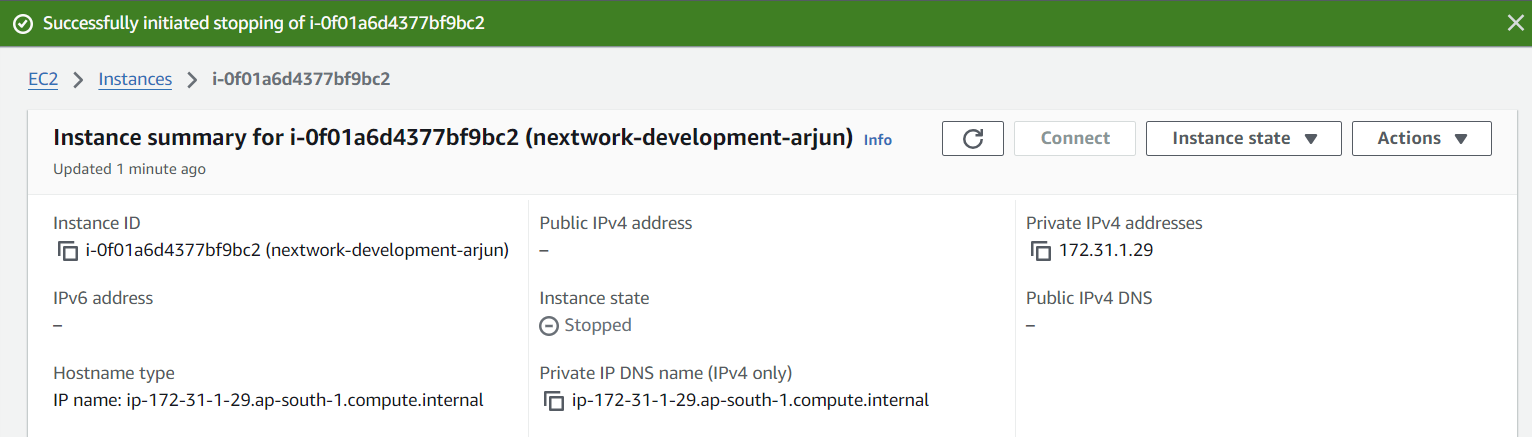 Successfully initiated stopping of i-0f01a6d4377bf9bc2
EC2 Instances i-0f01a6d4377bf9bc2
Instance summary for i-0f01a6d4377bf9bc2 (nextwork-development-arjun) Info
Connect Instance state Actions
Updated 1 minute ago
Instance ID
i-0f01a6d4377bf9bc2 (nextwork-development-arjun)
Public IPv4 address
–
Private IPv4 addresses
172.31.1.29
IPv6 address
–
Instance state
Stopped
Public IPv4 DNS
–
Hostname type
IP name: ip-172-31-1-29.ap-south-1.compute.internal
Private IP DNS name (IPv4 only)
ip-172-31-1-29.ap-south-1.compute.internal